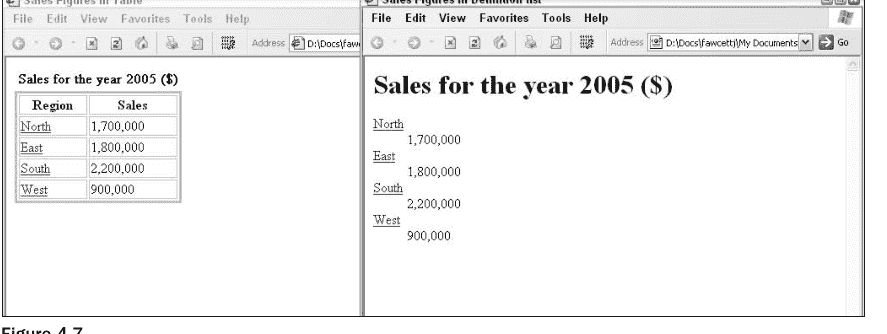 Sales Figures in Table
File Edit View Favorites Tools Help
Address D:\Docs\fawc
Sales for the year 2005 ($)
Region Sales
North 1,700,000
East 1,800,000
South 2,200,000
West 900,000
Sales Figures in Definition list
File Edit View Favorites Tools Help
Address D:\Docs\fawcettj\My Documents Go
Sales for the year 2005 ($)
North
1,700,000
East
1,800,000
South
2,200,000
West
900,000
Figure 4-7